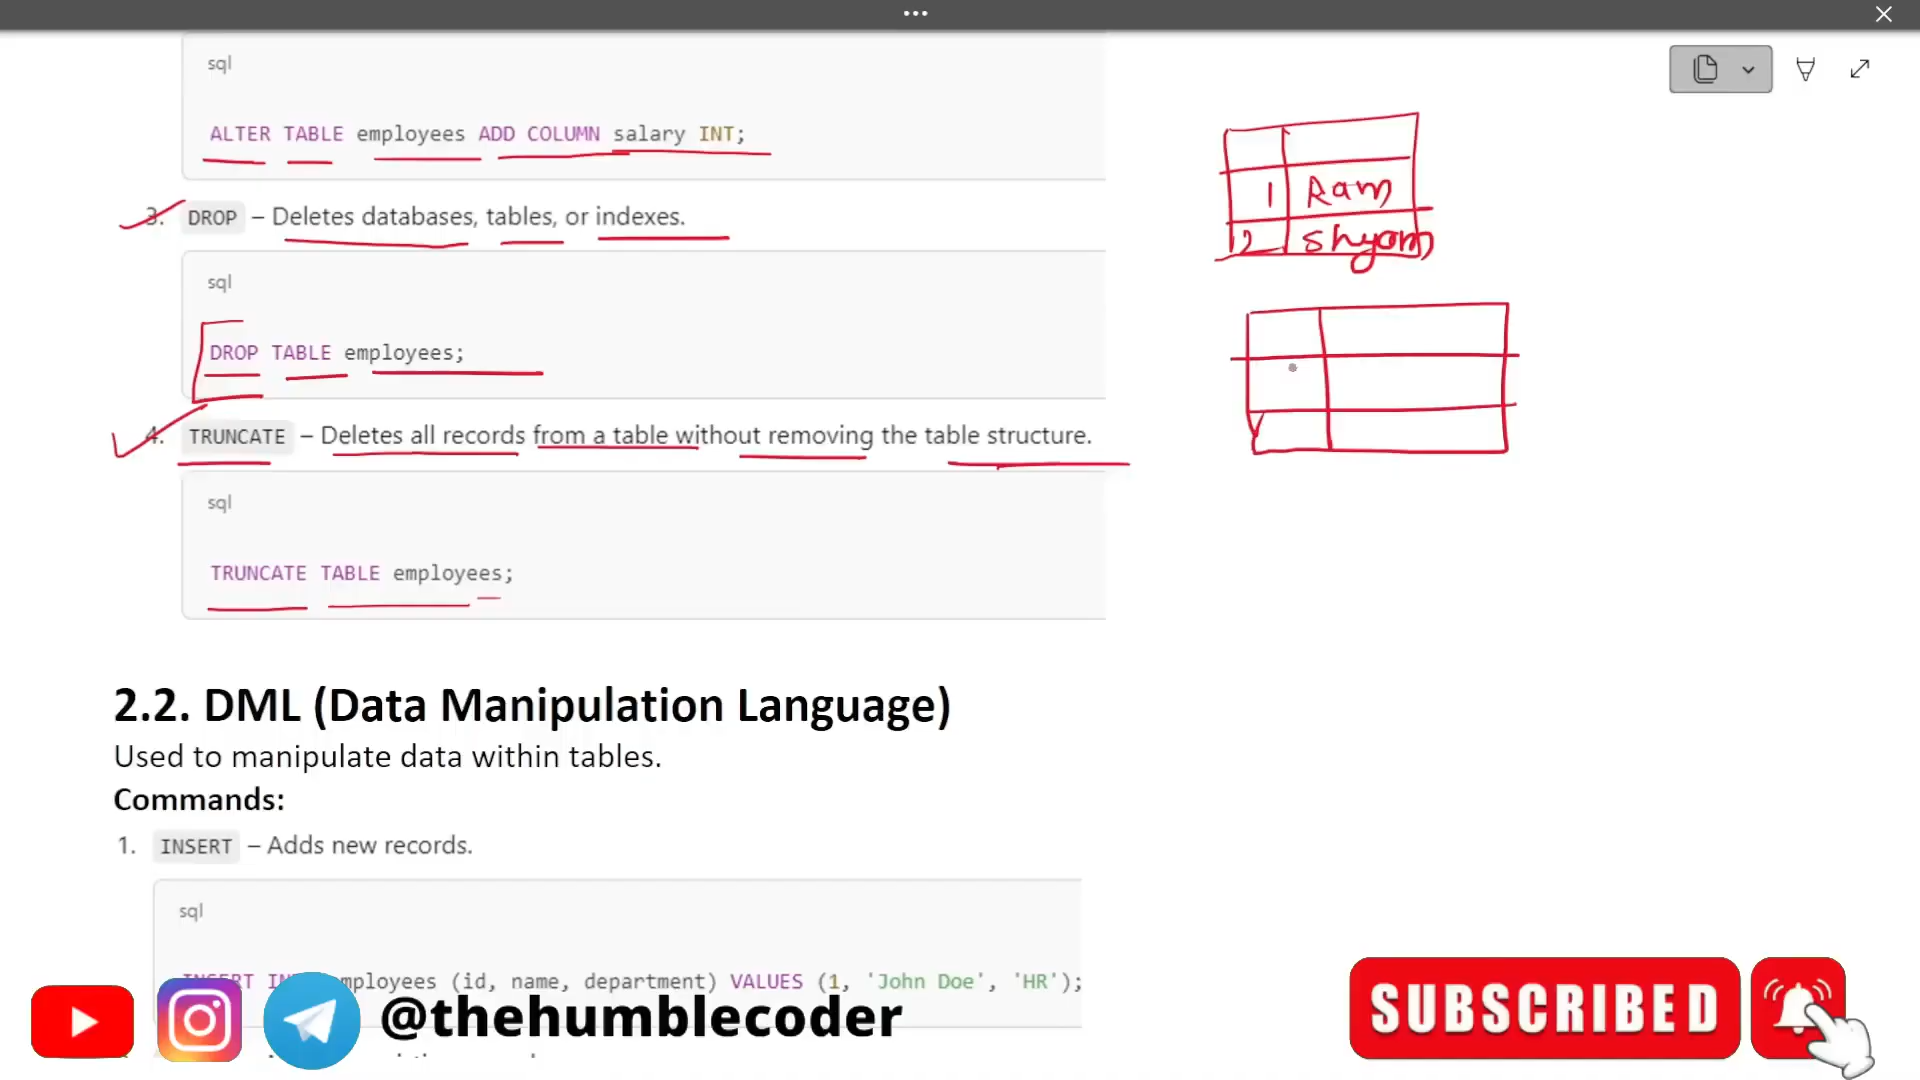 sql
ALTER TABLE employees ADD COLUMN salary INT;
3. DROP – Deletes databases, tables, or indexes.
sql
DROP TABLE employees;
4. TRUNCATE – Deletes all records from a table without removing the table structure.
sql
TRUNCATE TABLE employees;
1 Ram
2 Shyam
2.2. DML (Data Manipulation Language)
Used to manipulate data within tables.
Commands:
1. INSERT – Adds new records.
sql
INSERT employees (id, name, department) VALUES (1, 'John Doe', 'HR');
@thehumblecoder
SUBSCRIBED